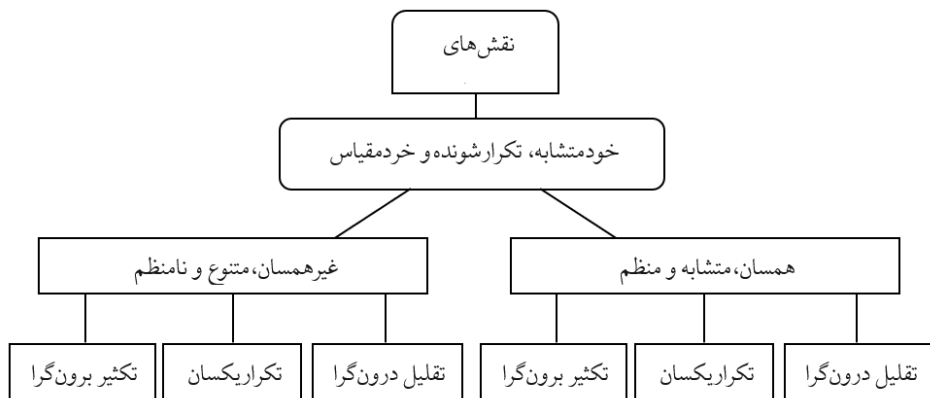 نقش‌های
خودمتشابه، تکرارشونده و خردمقیاس
همسان،متشابه و منظم
غیرهمسان،متنوع و نامنظم
تقلیل درون‌گرا
تکراریکسان
تکثیر برون‌گرا
تقلیل درون‌گرا
تکراریکسان
تکثیر برون‌گرا